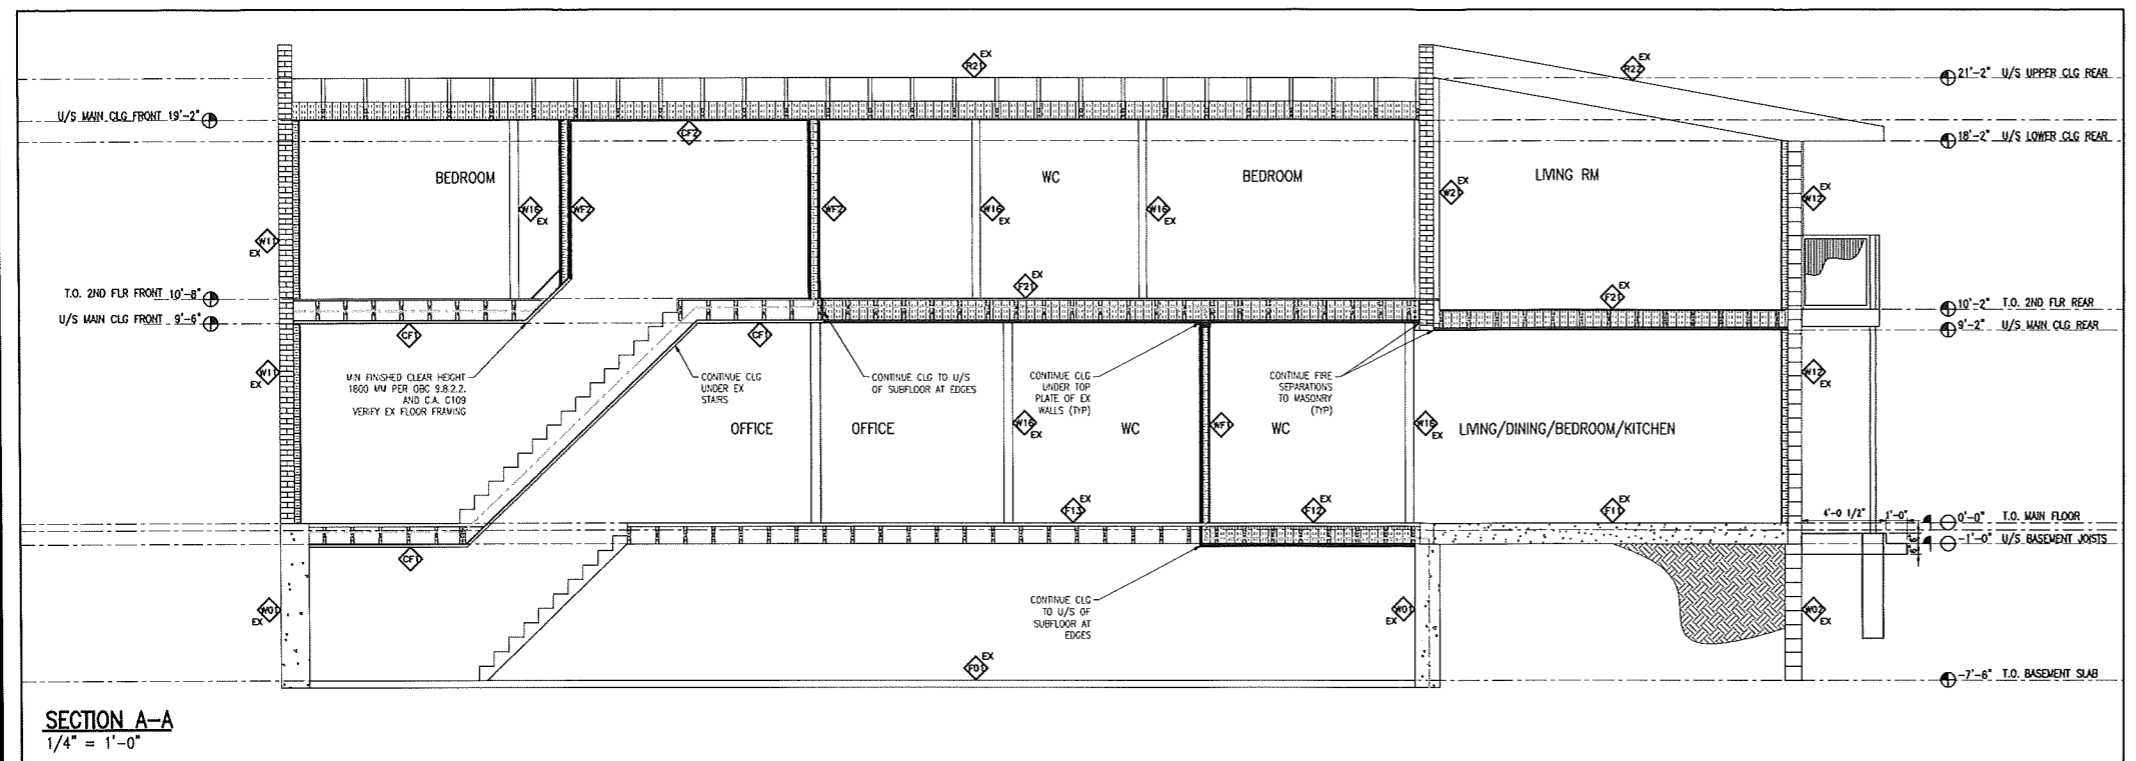 EX
R21
EX
R22
21'-2" U/S UPPER CLG REAR
U/S MAIN CLG FRONT 19'-2"
CF2
18'-2" U/S LOWER CLG REAR
BEDROOM
WC
BEDROOM
LIVING RM
W16
EX
WF2
WF2
W16
EX
W16
EX
EX
W21
EX
W12
W11
EX
T.O. 2ND FLR FRONT 10'-8"
EX
F21
EX
F21
10'-2" T.O. 2ND FLR REAR
U/S MAIN CLG FRONT 9'-6"
9'-2" U/S MAIN CLG REAR
CF1
CF1
W11
EX
EX
W12
MIN FINISHED CLEAR HEIGHT
1800 MM PER OBC 9.8.2.2.
AND C.A. C109
VERIFY EX FLOOR FRAMING
CONTINUE CLG
UNDER EX
STAIRS
CONTINUE CLG TO U/S
OF SUBFLOOR AT EDGES
CONTINUE CLG
UNDER TOP
PLATE OF EX
WALLS (TYP)
CONTINUE FIRE
SEPARATIONS
TO MASONRY
(TYP)
OFFICE
OFFICE
W16
EX
WC
WF1
WC
W16
EX
LIVING/DINING/BEDROOM/KITCHEN
EX
F13
EX
F12
EX
F11
4'-0 1/2"
1'-0"
0'-0" T.O. MAIN FLOOR
-1'-0" U/S BASEMENT JOISTS
CF1
W01
EX
CONTINUE CLG
TO U/S OF
SUBFLOOR AT
EDGES
W01
EX
W02
EX
EX
F01
-7'-6" T.O. BASEMENT SLAB
SECTION A-A
1/4" = 1'-0"